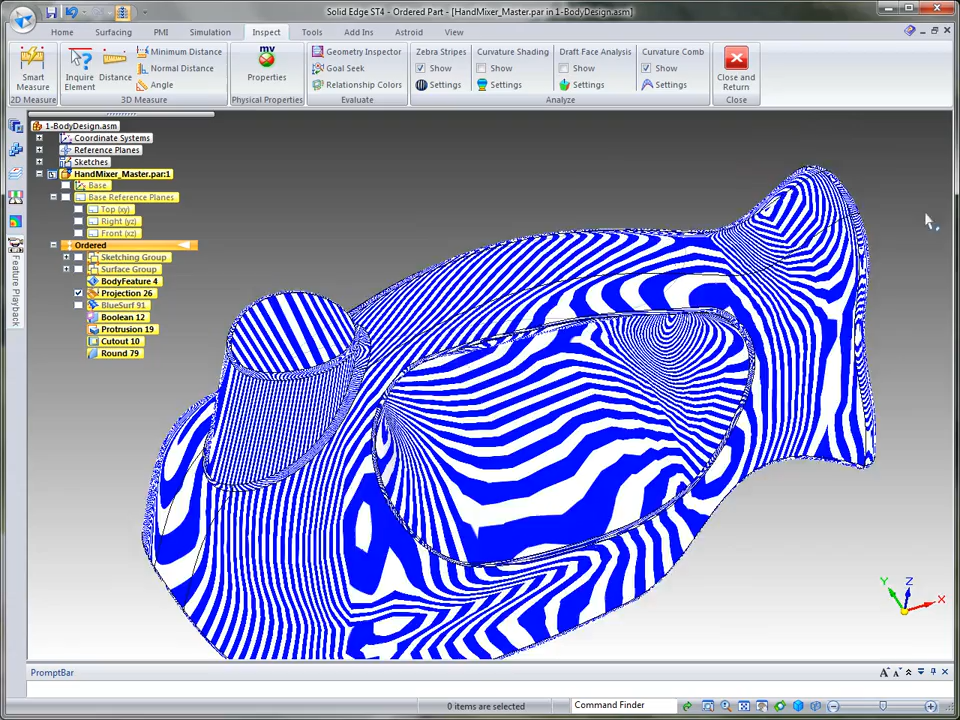 Solid Edge ST4 - Ordered Part - [HandMixer_Master.par in 1-BodyDesign.asm]
Home Surfacing PMI Simulation Inspect Tools Add Ins Astroid View
Smart Measure
2D Measure
Inquire Element
Distance
Minimum Distance
Normal Distance
Angle
3D Measure
mv
Properties
Physical Properties
Geometry Inspector
Goal Seek
Relationship Colors
Evaluate
Zebra Stripes
Show
Settings
Curvature Shading
Show
Settings
Draft Face Analysis
Show
Settings
Curvature Comb
Show
Settings
Analyze
Close and Return
Close
1-BodyDesign.asm
Coordinate Systems
Reference Planes
Sketches
HandMixer_Master.par:1
Base
Base Reference Planes
Top (xy)
Right (yz)
Front (xz)
Ordered
Sketching Group
Surface Group
BodyFeature 4
Projection 26
BlueSurf 91
Boolean 12
Protrusion 19
Cutout 10
Round 79
Feature Playback
Y Z X
PromptBar
0 items are selected
Command Finder